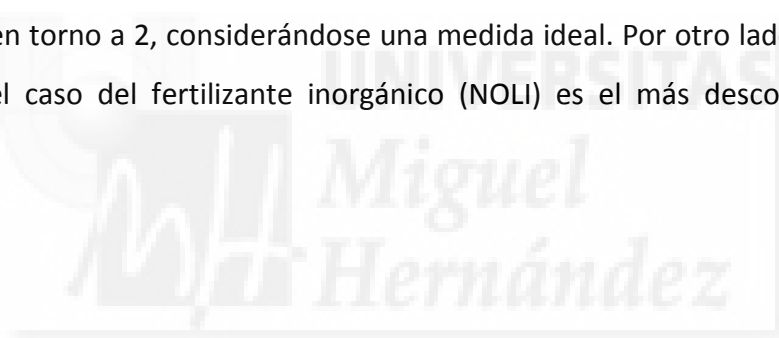 en torno a 2, considerándose una medida ideal. Por otro lad
el caso del fertilizante inorgánico (NOLI) es el más desco
UNIVERSITAS
Miguel
Hernández